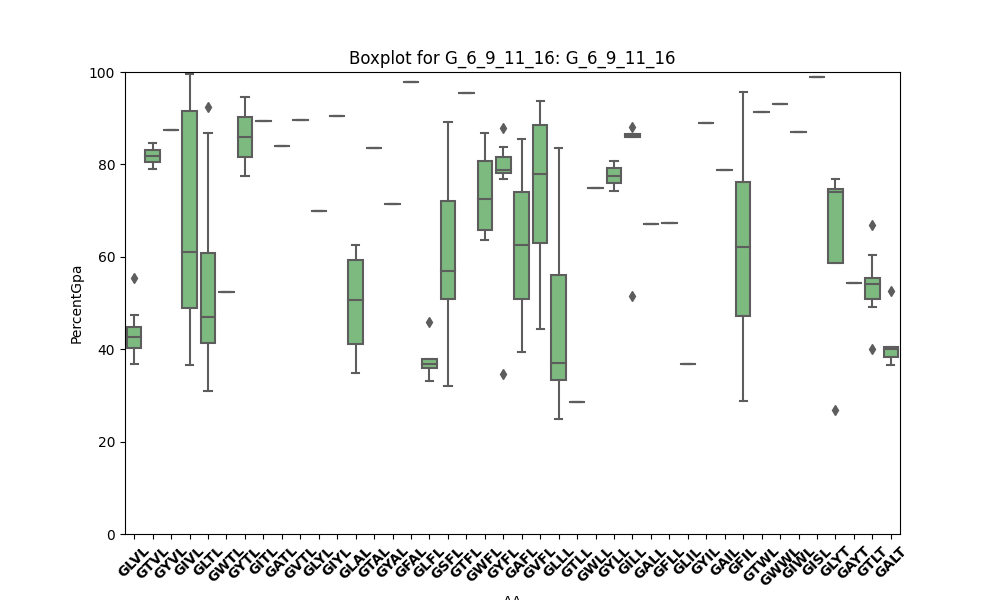 Boxplot for G_6_9_11_16: G_6_9_11_16
PercentGpa
100
80
60
40
20
0
GLVL
GTVL
GYVL
GIVL
GLTL
GWTL
GYTL
GITL
GATL
GVTL
GLYL
GIYL
GLAL
GTAL
GYAL
GFAL
GLFL
GSFL
GTFL
GWFL
GYFL
GAFL
GVFL
GLLL
GTLL
GWLL
GYLL
GILL
GALL
GFLL
GLIL
GYIL
GAIL
GFIL
GTWL
GWWL
GIWL
GISL
GLYT
GAYT
GTLT
GALT